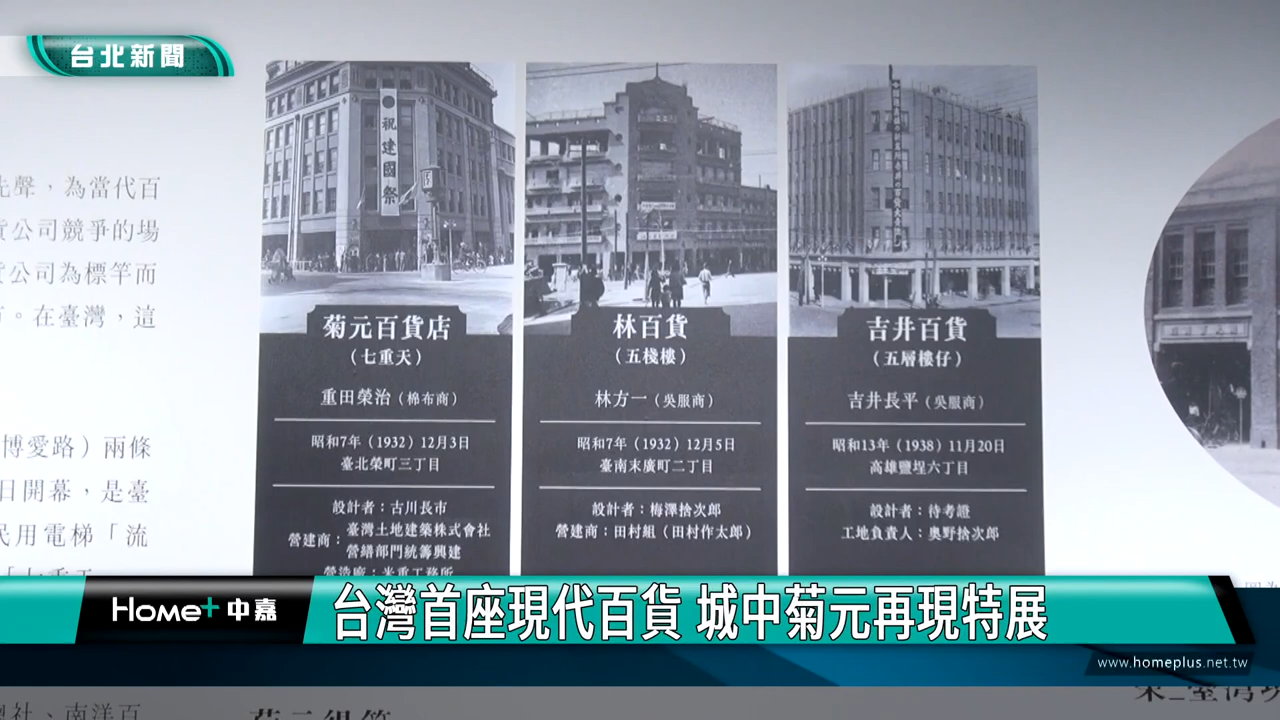 台北新聞
先聲，為當代百
貨公司競爭的場
貨公司為標竿而
。在臺灣，這
博愛路）兩條
日開幕，是臺
民用電梯「流
祝建國祭
菊元百貨店
（七重天）
重田榮治（棉布商）
昭和7年（1932）12月3日
臺北榮町三丁目
設計者：古川長市
營建商：臺灣土地建築株式會社
營繕部門統籌興建
營造廠：米重工務所
林百貨
（五棧樓）
林方一（吳服商）
昭和7年（1932）12月5日
臺南末廣町二丁目
設計者：梅澤捨次郎
營建商：田村組（田村作太郎）
吉井百貨
（五層樓仔）
吉井長平（吳服商）
昭和13年（1938）11月20日
高雄鹽埕六丁目
設計者：待考證
工地負責人：奧野捨次郎
Home+中嘉
台灣首座現代百貨 城中菊元再現特展
www.homeplus.net.tw
社、南洋百